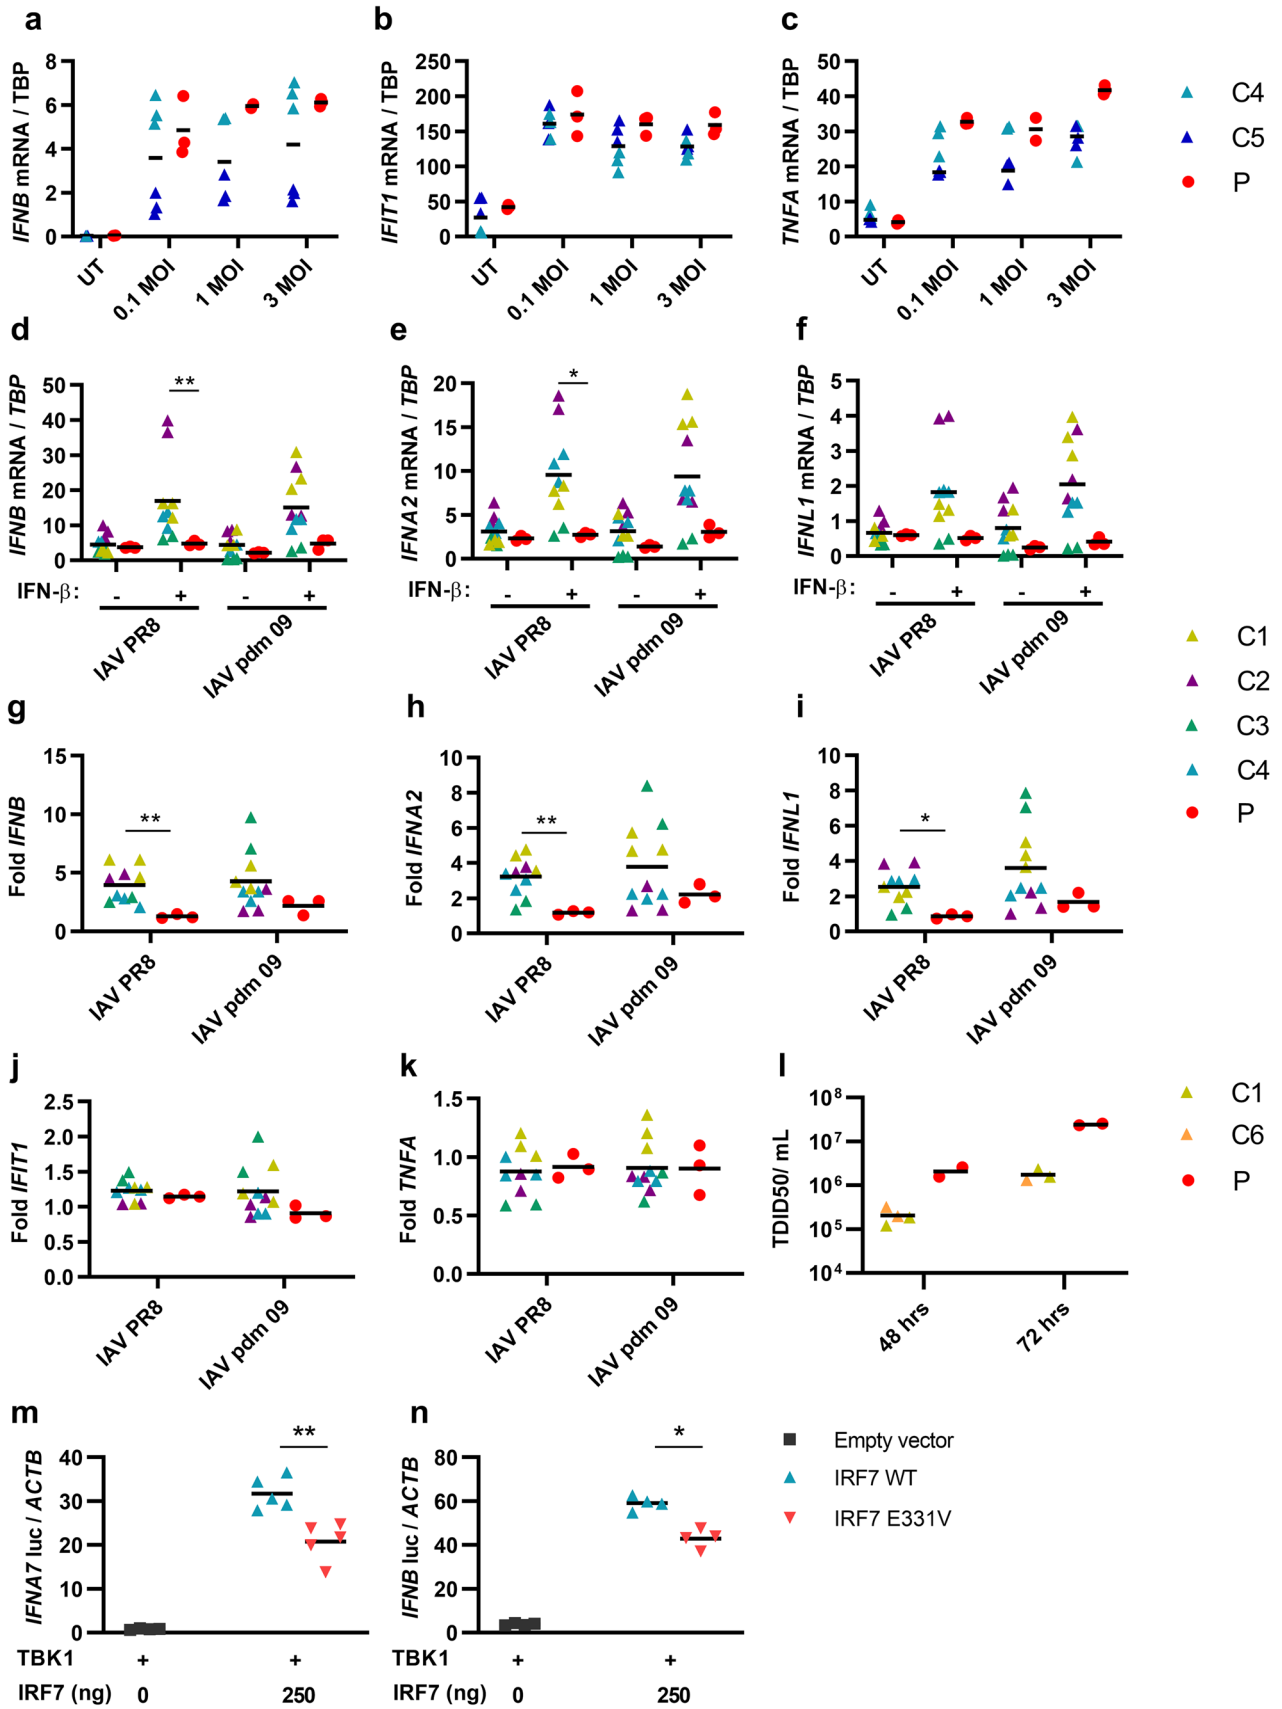 a
b
c
IFNB mRNA / TBP
8
6
4
2
0
UT
0.1 MOI
1 MOI
3 MOI
IFIT1 mRNA / TBP
250
200
150
100
50
0
UT
0.1 MOI
1 MOI
3 MOI
TNFA mRNA / TBP
50
40
30
20
10
0
UT
0.1 MOI
1 MOI
3 MOI
C4
C5
P
d
e
f
IFNB mRNA / TBP
50
40
30
20
10
0
**
IFN-β: - + - +
IAV PR8
IAV pdm 09
IFNA2 mRNA / TBP
20
15
10
5
0
*
IFN-β: - + - +
IAV PR8
IAV pdm 09
IFNL1 mRNA / TBP
5
4
3
2
1
0
IFN-β: - + - +
IAV PR8
IAV pdm 09
C1
C2
C3
C4
P
g
h
i
Fold IFNB
15
10
5
0
**
IAV PR8
IAV pdm 09
Fold IFNA2
10
8
6
4
2
0
**
IAV PR8
IAV pdm 09
Fold IFNL1
10
8
6
4
2
0
*
IAV PR8
IAV pdm 09
j
k
l
Fold IFIT1
2.5
2.0
1.5
1.0
0.5
0.0
IAV PR8
IAV pdm 09
Fold TNFA
1.5
1.0
0.5
0.0
IAV PR8
IAV pdm 09
TDID50/ mL
10⁸
10⁷
10⁶
10⁵
10⁴
48 hrs
72 hrs
C1
C6
P
m
n
IFNA7 luc / ACTB
40
30
20
10
0
**
TBK1 + +
IRF7 (ng) 0 250
IFNB luc / ACTB
80
60
40
20
0
*
TBK1 + +
IRF7 (ng) 0 250
Empty vector
IRF7 WT
IRF7 E331V